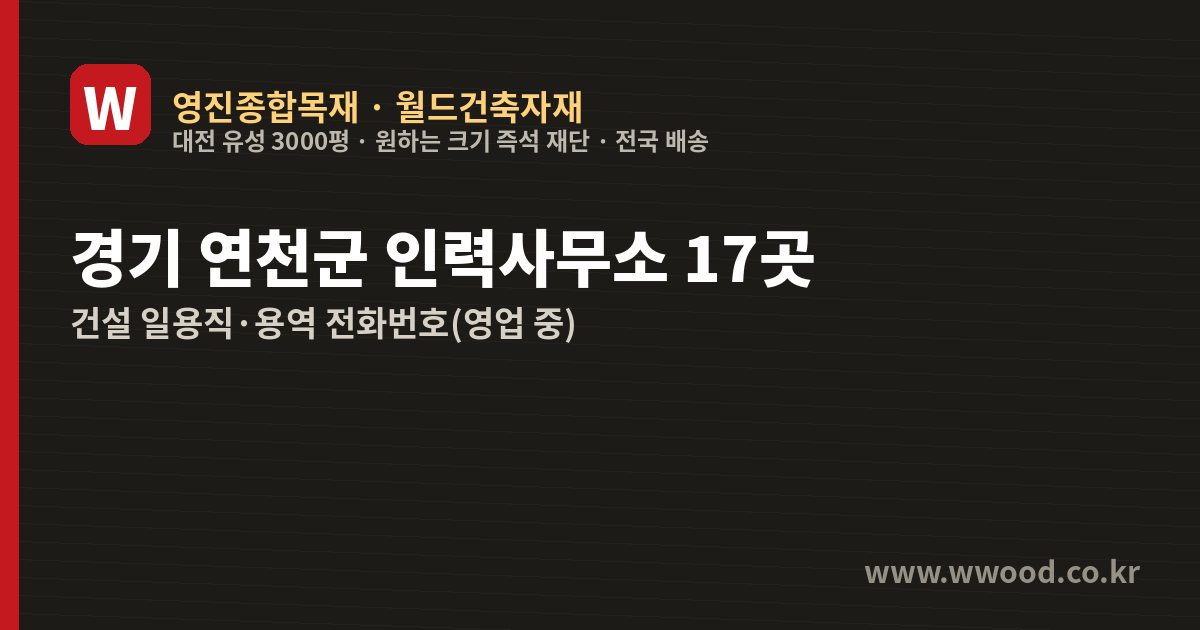 W
영진종합목재 · 월드건축자재
대전 유성 3000평 · 원하는 크기 즉석 재단 · 전국 배송
경기 연천군 인력사무소 17곳
건설 일용직·용역 전화번호(영업 중)
www.wwood.co.kr